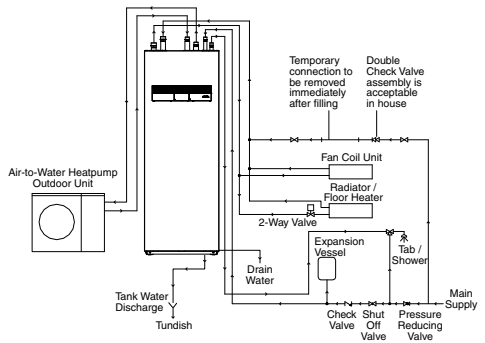 Temporary
connection to
be removed
immediately
after filling
Double
Check Valve
assembly is
acceptable
in house
Air-to-Water Heatpump
Outdoor Unit
Fan Coil Unit
Radiator /
Floor Heater
2-Way Valve
Expansion
Vessel
Tab /
Shower
Drain
Water
Tank Water
Discharge
Tundish
Check
Valve
Shut
Off
Valve
Pressure
Reducing
Valve
Main
Supply